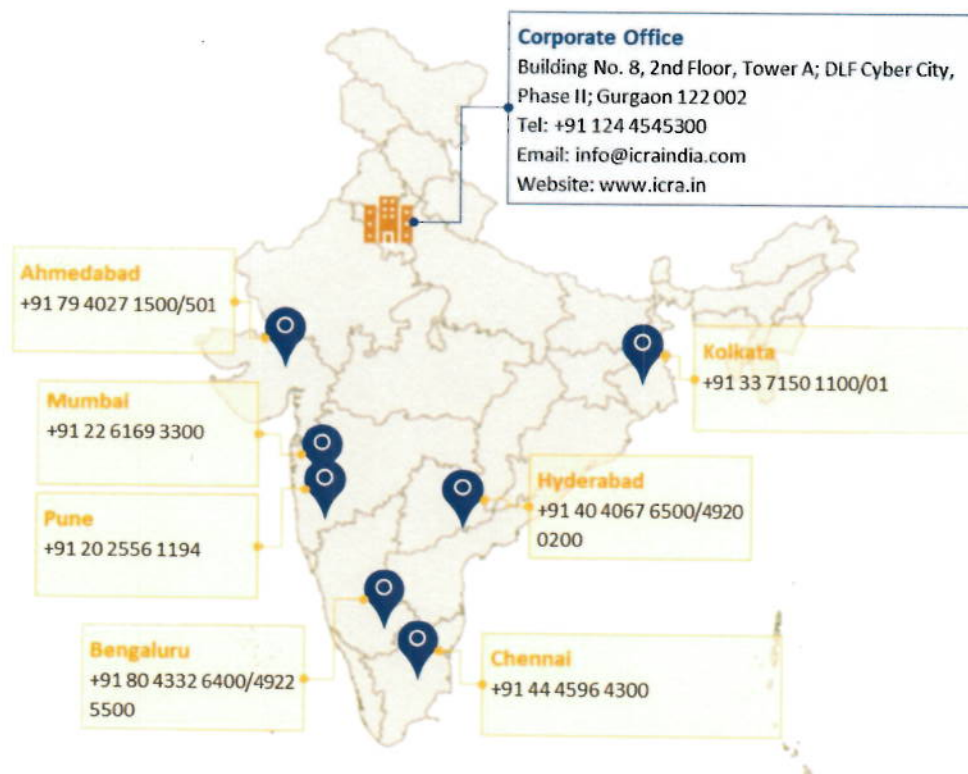 Corporate Office
Building No. 8, 2nd Floor, Tower A; DLF Cyber City,
Phase II; Gurgaon 122 002
Tel: +91 124 4545300
Email: info@icraindia.com
Website: www.icra.in
Ahmedabad
+91 79 4027 1500/501
Kolkata
+91 33 7150 1100/01
Mumbai
+91 22 6169 3300
Hyderabad
+91 40 4067 6500/4920
0200
Pune
+91 20 2556 1194
Bengaluru
+91 80 4332 6400/4922
5500
Chennai
+91 44 4596 4300